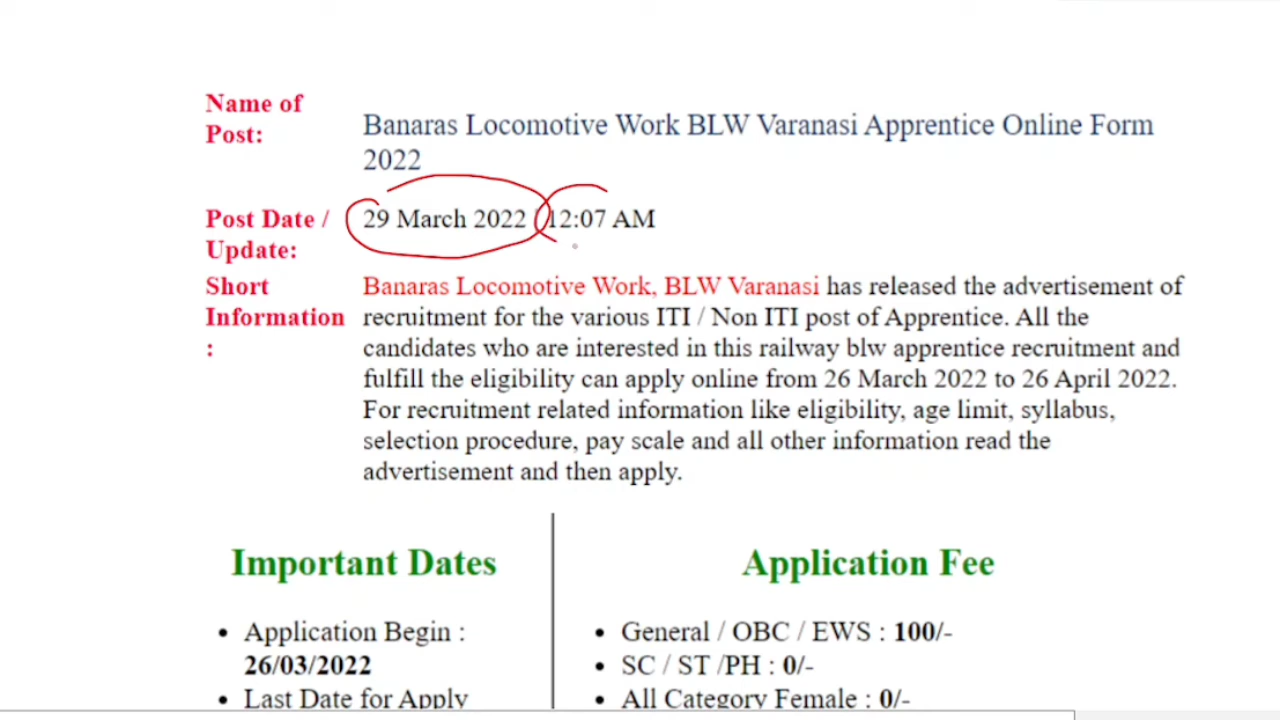 Name of Post:
Banaras Locomotive Work BLW Varanasi Apprentice Online Form
2022
Post Date / Update:
29 March 2022 | 12:07 AM
Short Information :
Banaras Locomotive Work, BLW Varanasi has released the advertisement of
recruitment for the various ITI / Non ITI post of Apprentice. All the
candidates who are interested in this railway blw apprentice recruitment and
fulfill the eligibility can apply online from 26 March 2022 to 26 April 2022.
For recruitment related information like eligibility, age limit, syllabus,
selection procedure, pay scale and all other information read the
advertisement and then apply.
Important Dates
• Application Begin :
26/03/2022
• Last Date for Apply
Application Fee
• General / OBC / EWS : 100/-
• SC / ST /PH : 0/-
• All Category Female : 0/-